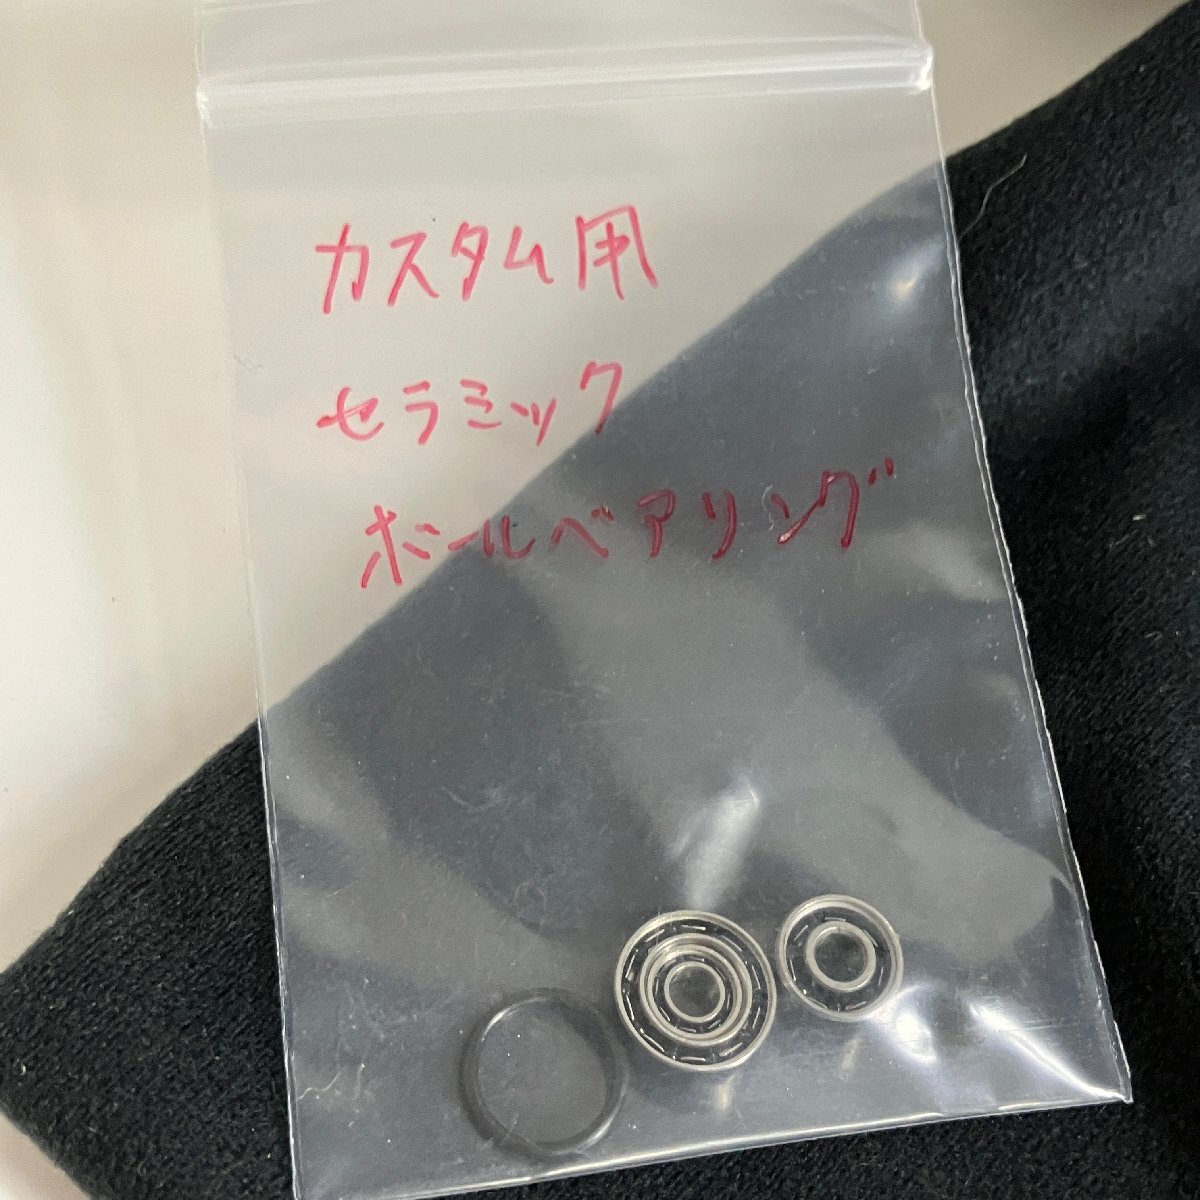 カスタム用
セラミック
ボールベアリング